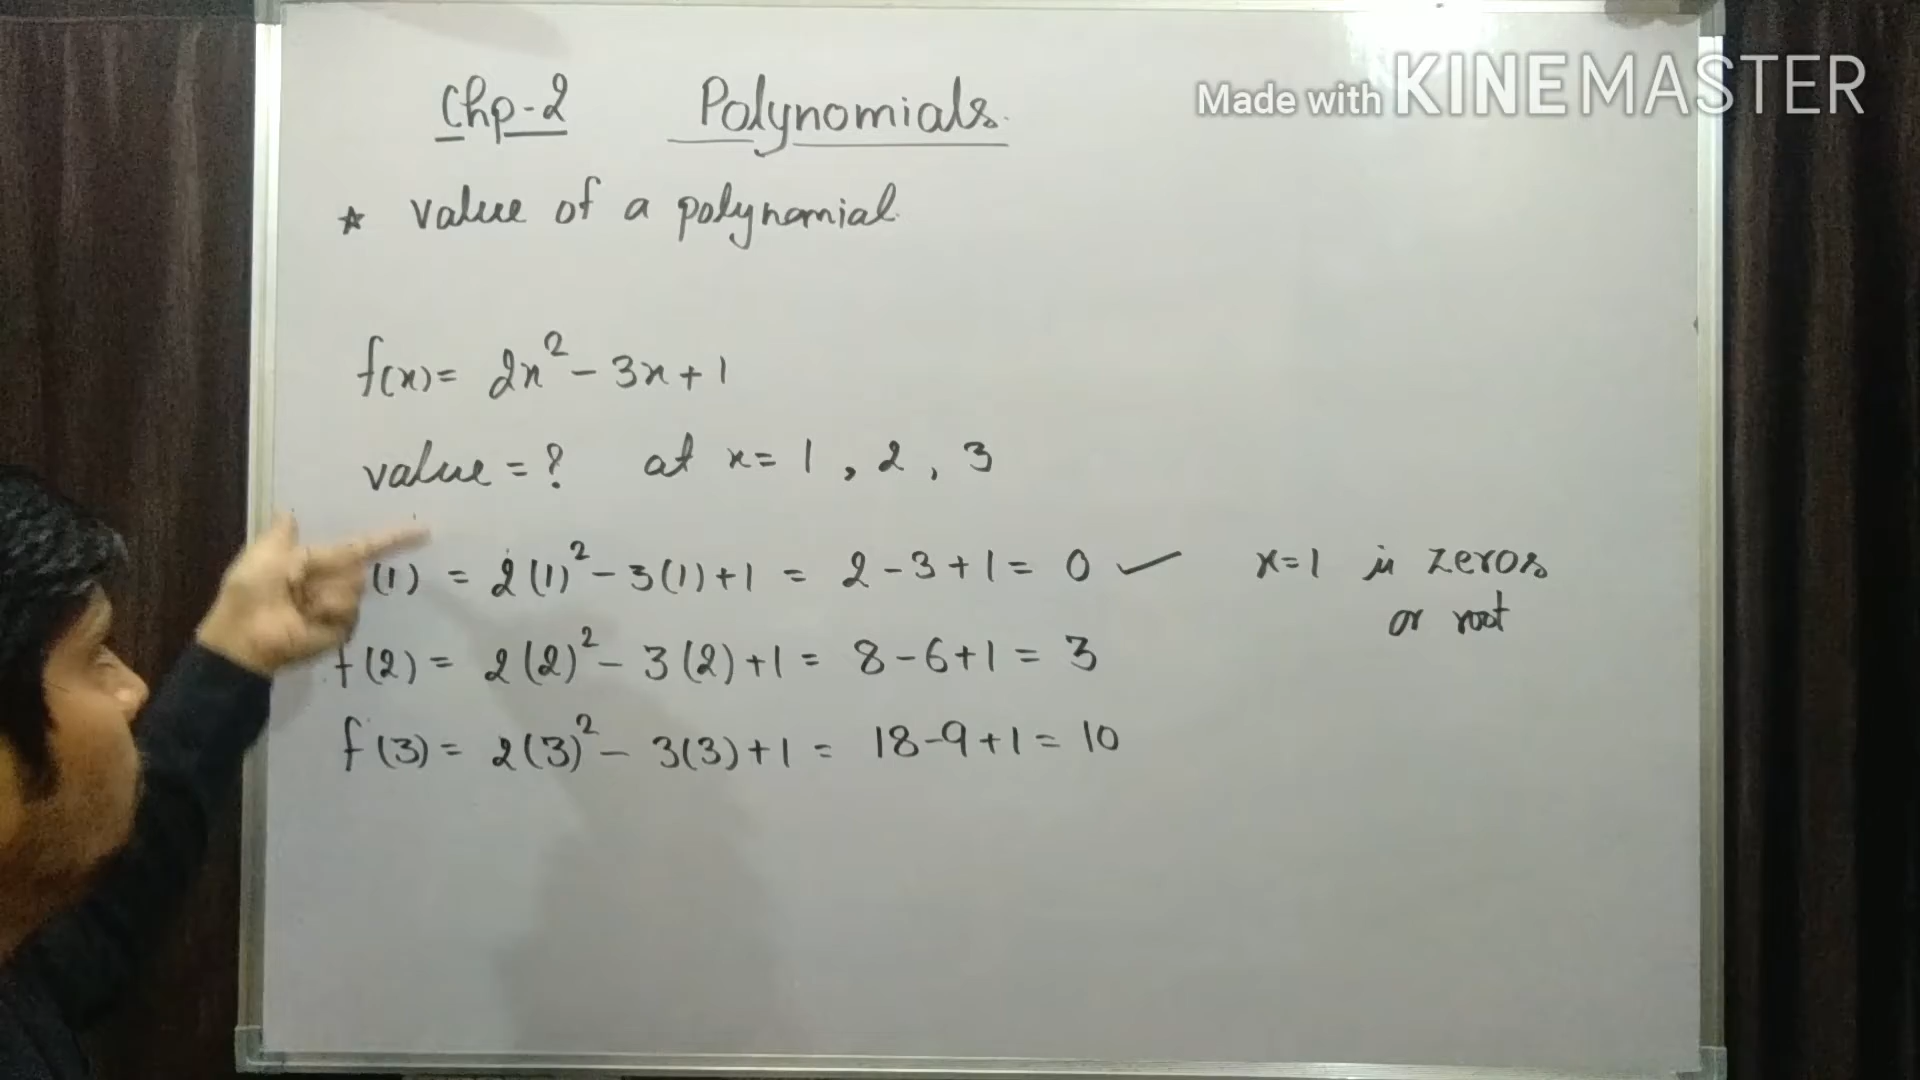 Chp-2 Polynomials.
Made with KINEMASTER
★ value of a polynomial.
f(x)= 2x² - 3x + 1
value = ? at x= 1 , 2 , 3
(1) = 2(1)² - 3(1) + 1 = 2 - 3 + 1 = 0 ✓ x=1 is zeros
or root
f(2) = 2(2)² - 3(2) + 1 = 8 - 6 + 1 = 3
f(3) = 2(3)² - 3(3) + 1 = 18 - 9 + 1 = 10